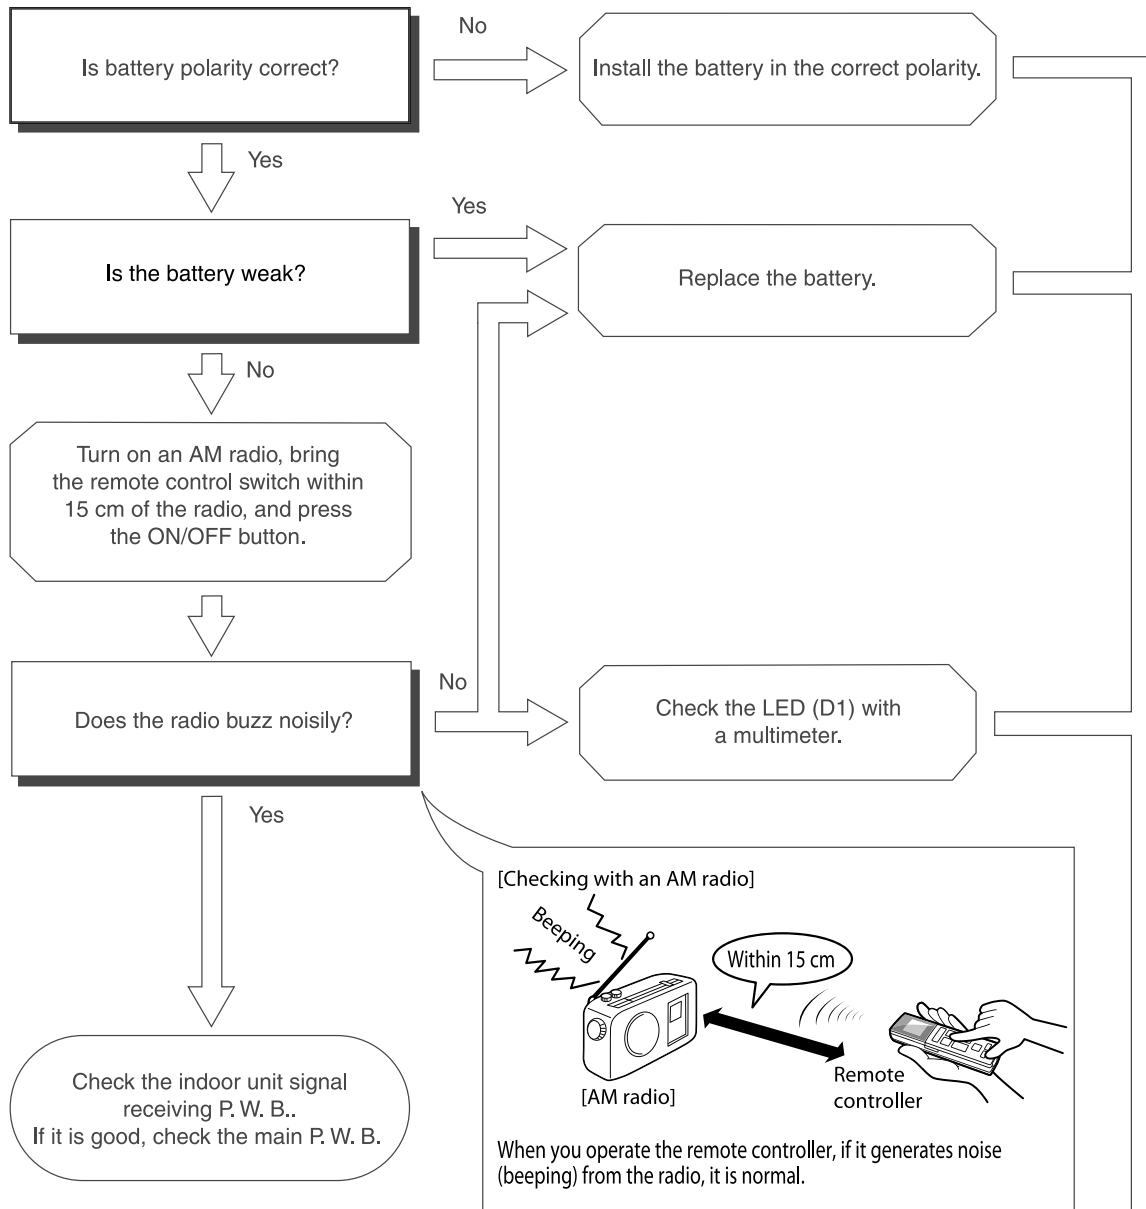 Is battery polarity correct?
No
Install the battery in the correct polarity.
Yes
Is the battery weak?
Yes
Replace the battery.
No
Turn on an AM radio, bring
the remote control switch within
15 cm of the radio, and press
the ON/OFF button.
Does the radio buzz noisily?
No
Check the LED (D1) with
a multimeter.
Yes
[Checking with an AM radio]
Beeping
Within 15 cm
[AM radio]
Remote
controller
When you operate the remote controller, if it generates noise
(beeping) from the radio, it is normal.
Check the indoor unit signal
receiving P. W. B..
If it is good, check the main P. W. B.